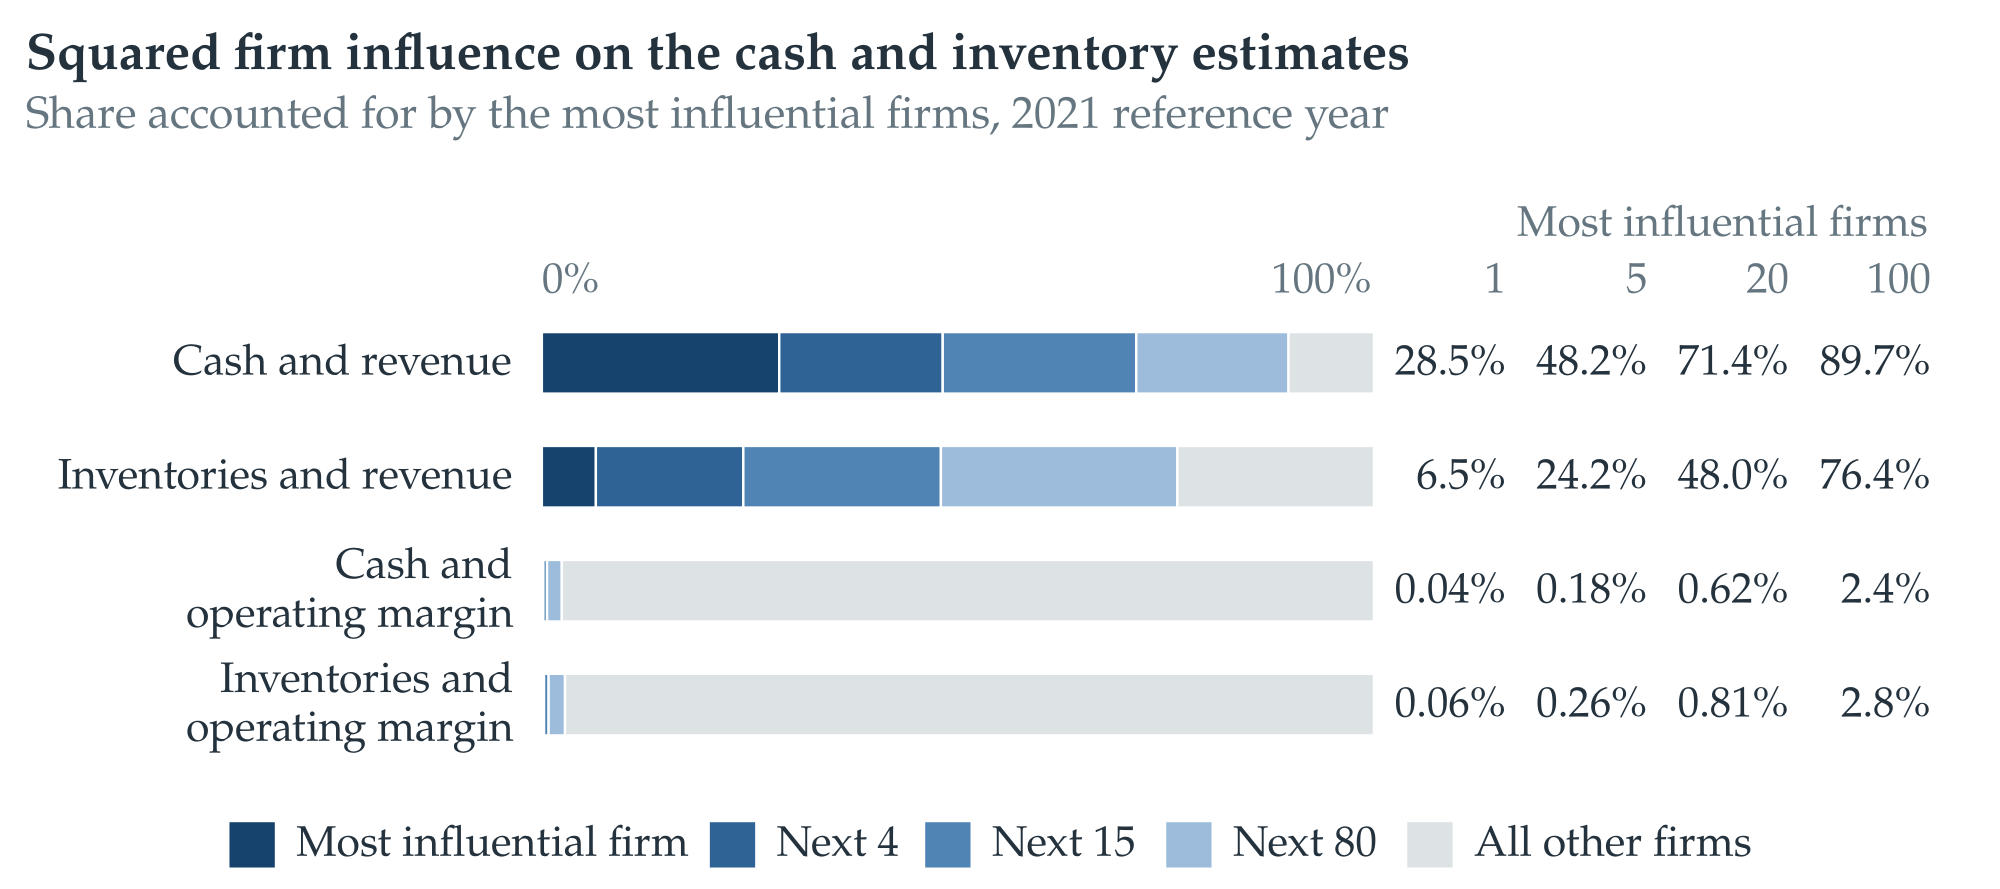 Squared firm influence on the cash and inventory estimates
Share accounted for by the most influential firms, 2021 reference year
Most influential firms
0% 100% 1 5 20 100
Cash and revenue 28.5% 48.2% 71.4% 89.7%
Inventories and revenue 6.5% 24.2% 48.0% 76.4%
Cash and
operating margin 0.04% 0.18% 0.62% 2.4%
Inventories and
operating margin 0.06% 0.26% 0.81% 2.8%
Most influential firm Next 4 Next 15 Next 80 All other firms